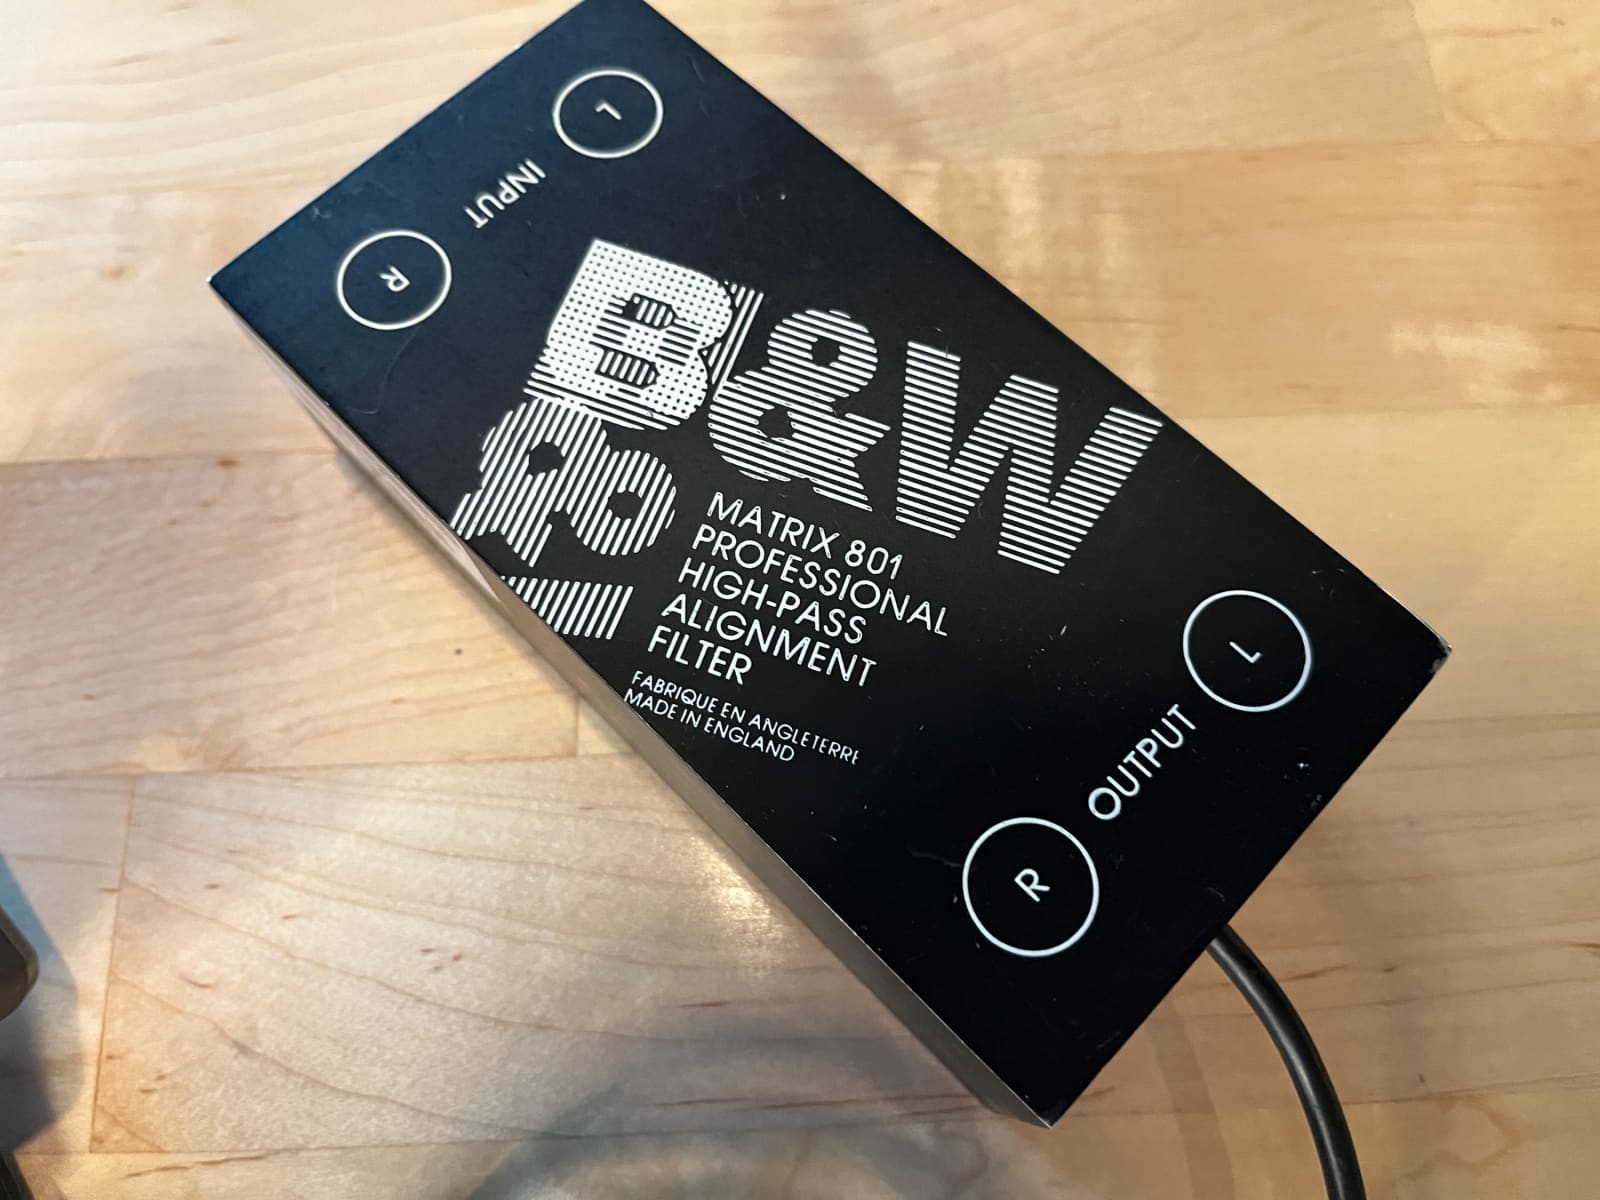 L
INPUT
R
B&W
MATRIX 801
PROFESSIONAL
HIGH-PASS
ALIGNMENT
FILTER
FABRIQUE EN ANGLETERRE
MADE IN ENGLAND
L
OUTPUT
R